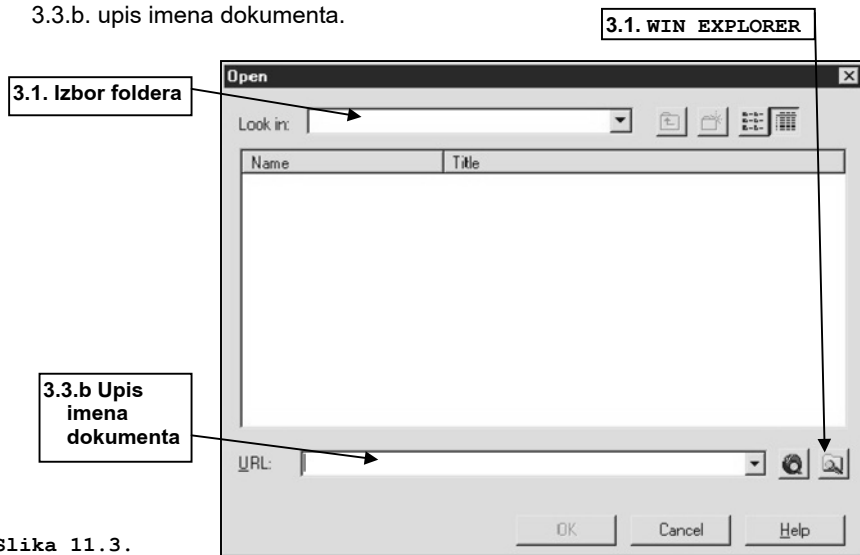 3.3.b. upis imena dokumenta.
3.1. WIN EXPLORER
Open
3.1. Izbor foldera
Look in:
Name Title
3.3.b Upis
imena
dokumenta
URL:
OK Cancel Help
Slika 11.3.